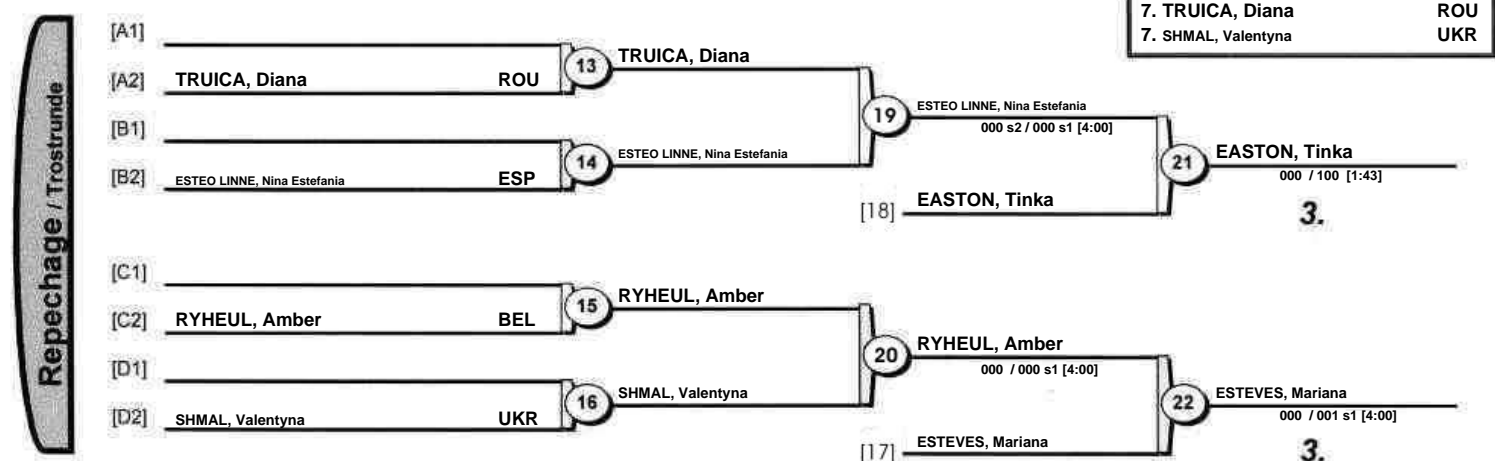 7. TRUICA, Diana ROU
7. SHMAL, Valentyna UKR
Repechage / Trostrunde
[A1]
[A2] TRUICA, Diana ROU
13 TRUICA, Diana
[B1]
[B2] ESTEO LINNE, Nina Estefania ESP
14 ESTEO LINNE, Nina Estefania
19 ESTEO LINNE, Nina Estefania
000 s2 / 000 s1 [4:00]
[18] EASTON, Tinka
21 EASTON, Tinka
000 / 100 [1:43]
3.
[C1]
[C2] RYHEUL, Amber BEL
15 RYHEUL, Amber
[D1]
[D2] SHMAL, Valentyna UKR
16 SHMAL, Valentyna
20 RYHEUL, Amber
000 / 000 s1 [4:00]
[17] ESTEVES, Mariana
22 ESTEVES, Mariana
000 / 001 s1 [4:00]
3.